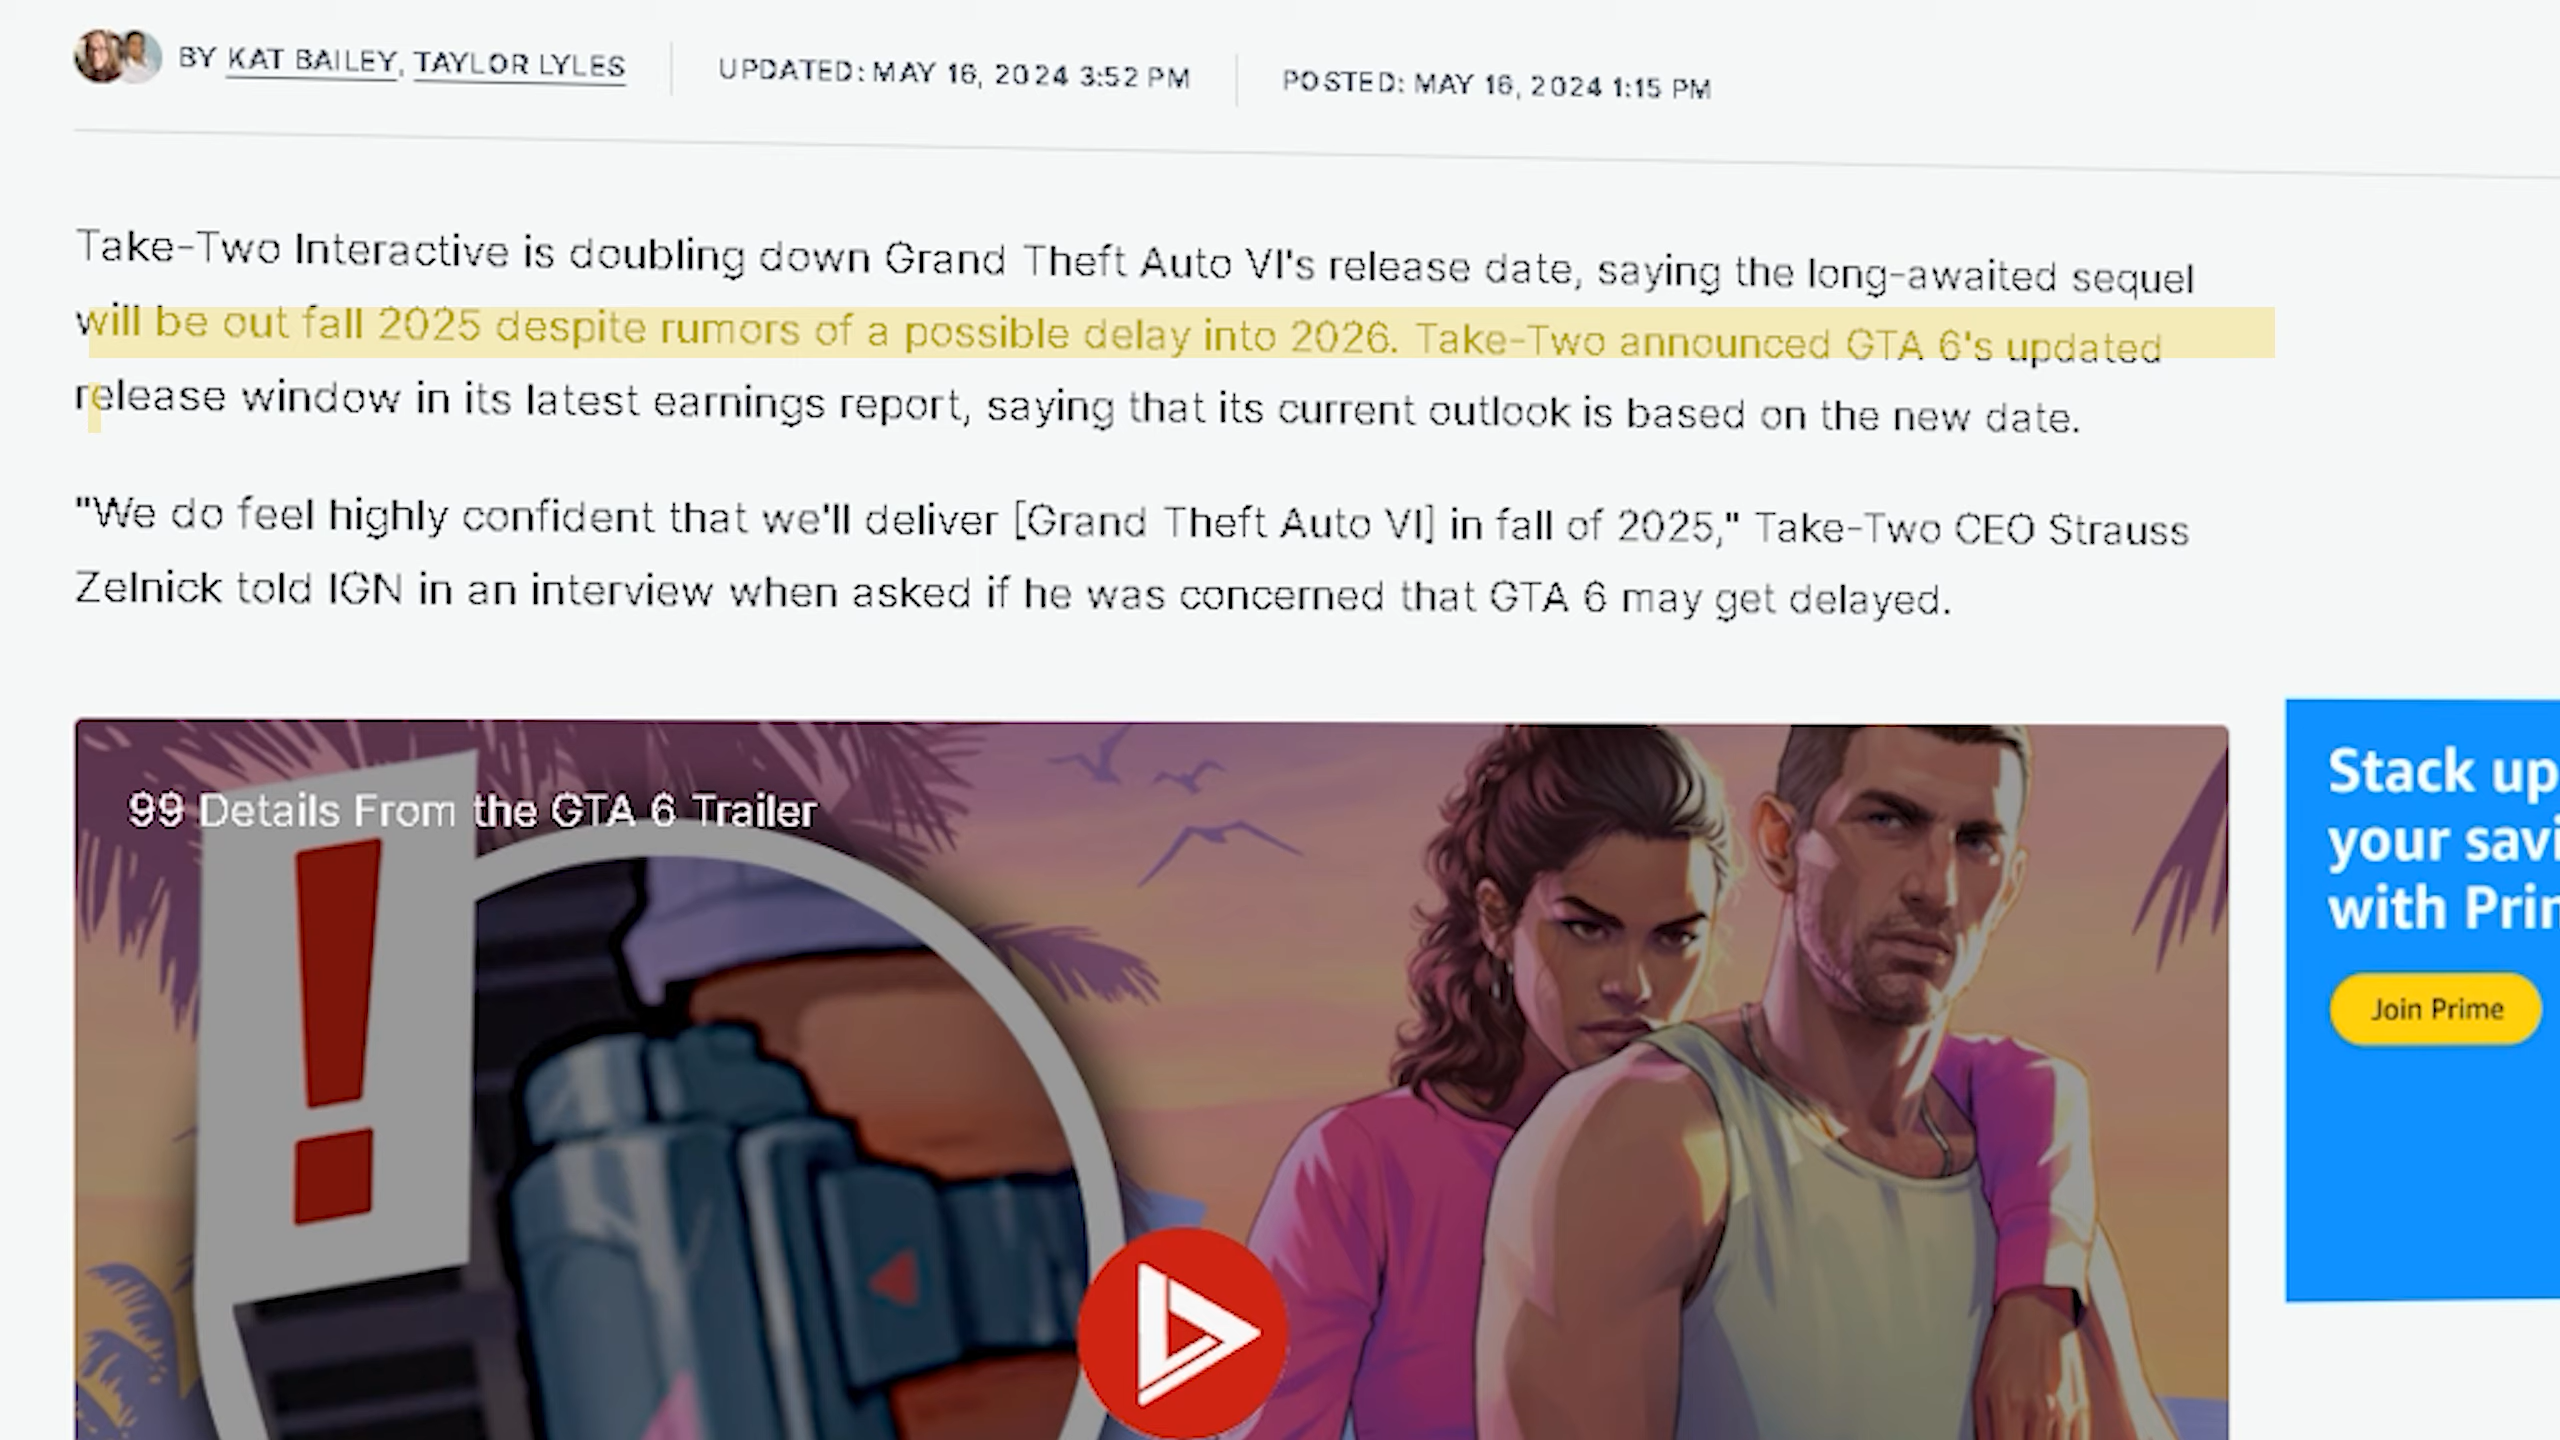 BY KAT BAILEY, TAYLOR LYLES
UPDATED: MAY 16, 2024 3:52 PM
POSTED: MAY 16, 2024 1:15 PM
Take-Two Interactive is doubling down Grand Theft Auto VI's release date, saying the long-awaited sequel
will be out fall 2025 despite rumors of a possible delay into 2026. Take-Two announced GTA 6's updated
release window in its latest earnings report, saying that its current outlook is based on the new date.
"We do feel highly confident that we'll deliver [Grand Theft Auto VI] in fall of 2025," Take-Two CEO Strauss
Zelnick told IGN in an interview when asked if he was concerned that GTA 6 may get delayed.
99 Details From the GTA 6 Trailer
Stack up
your savi
with Prin
Join Prime